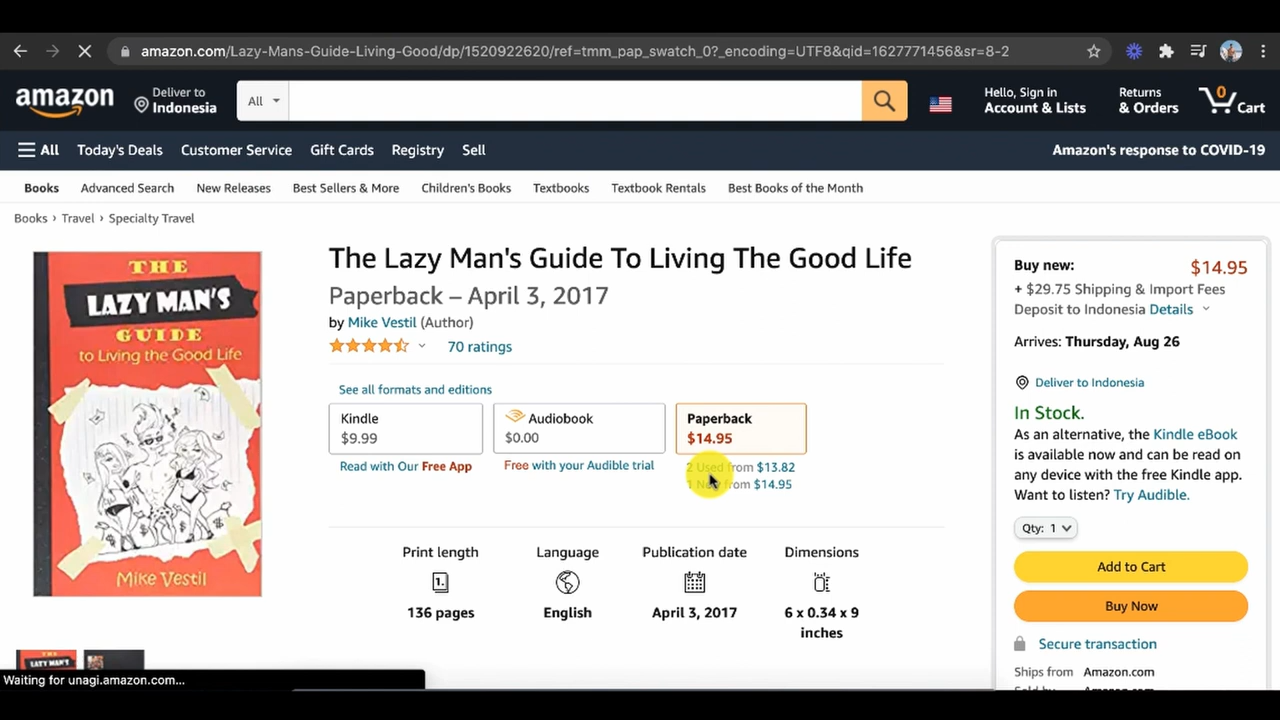 amazon.com/Lazy-Mans-Guide-Living-Good/dp/1520922620/ref=tmm_pap_swatch_0?_encoding=UTF8&qid=1627771456&sr=8-2
amazon
Deliver to
Indonesia
All
Hello, Sign in
Account & Lists
Returns
& Orders
0
Cart
All
Today's Deals
Customer Service
Gift Cards
Registry
Sell
Amazon's response to COVID-19
Books
Advanced Search
New Releases
Best Sellers & More
Children's Books
Textbooks
Textbook Rentals
Best Books of the Month
Books › Travel › Specialty Travel
THE
LAZY MAN'S
GUIDE
to Living the Good Life
Mike Vestil
The Lazy Man's Guide To Living The Good Life
Paperback – April 3, 2017
by Mike Vestil (Author)
70 ratings
See all formats and editions
Kindle
$9.99
Read with Our Free App
Audiobook
$0.00
Free with your Audible trial
Paperback
$14.95
2 Used from $13.82
1 New from $14.95
Print length
136 pages
Language
English
Publication date
April 3, 2017
Dimensions
6 x 0.34 x 9
inches
Buy new:
$14.95
+ $29.75 Shipping & Import Fees
Deposit to Indonesia Details
Arrives: Thursday, Aug 26
Deliver to Indonesia
In Stock.
As an alternative, the Kindle eBook
is available now and can be read on
any device with the free Kindle app.
Want to listen? Try Audible.
Qty: 1
Add to Cart
Buy Now
Secure transaction
Ships from Amazon.com
Sold by Amazon.com
LAZY MAN'S
Waiting for unagi.amazon.com...